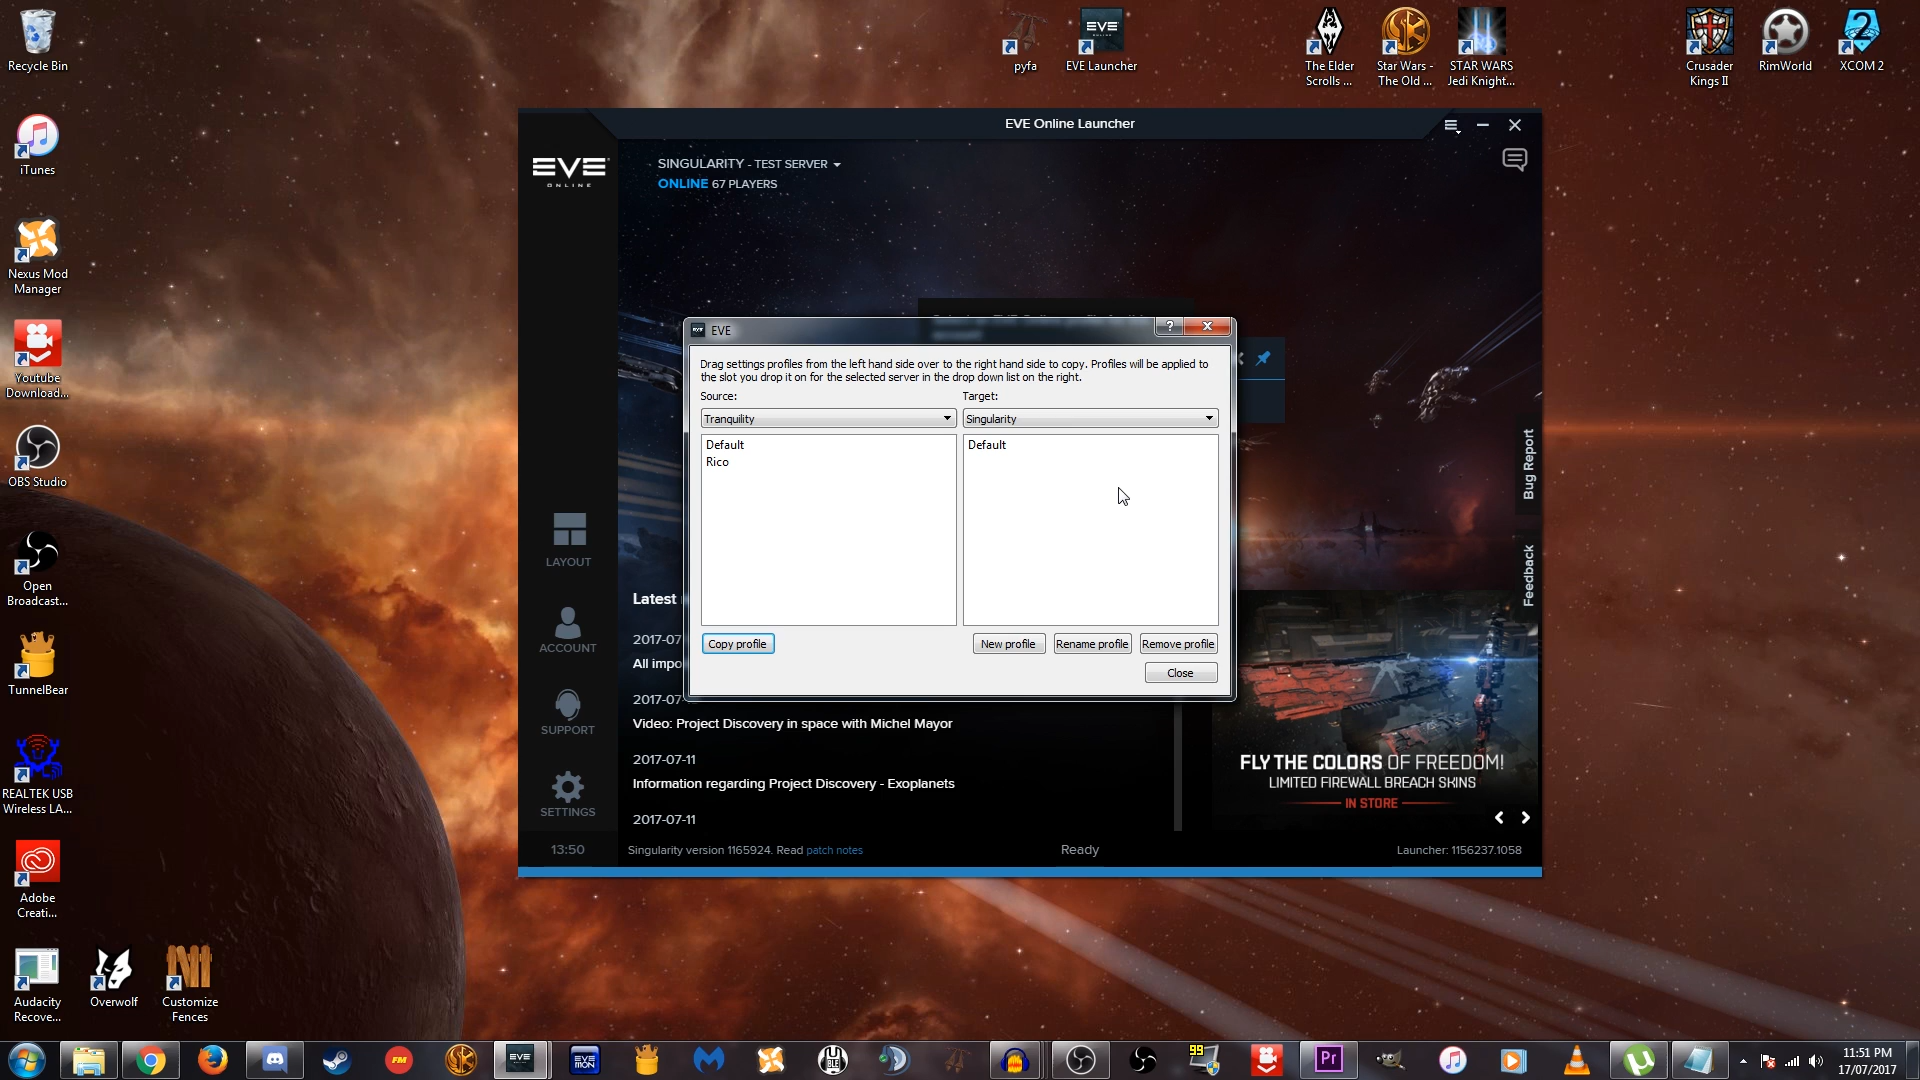 Recycle Bin
iTunes
Nexus Mod
Manager
Youtube
Download...
OBS Studio
Open
Broadcast...
TunnelBear
REALTEK USB
Wireless LA...
Adobe
Creati...
Audacity
Recove...
Overwolf
Customize
Fences
pyfa
EVE
EVE Launcher
The Elder
Scrolls ...
Star Wars -
The Old ...
STAR WARS
Jedi Knight...
Crusader
Kings II
RimWorld
XCOM 2
EVE Online Launcher
EVE
ONLINE
SINGULARITY - TEST SERVER
ONLINE 67 PLAYERS
EVE
Drag settings profiles from the left hand side over to the right hand side to copy. Profiles will be applied to
the slot you drop it on for the selected server in the drop down list on the right.
Source:
Target:
Tranquility
Singularity
Default
Rico
Default
Copy profile
New profile
Rename profile
Remove profile
Close
LAYOUT
ACCOUNT
SUPPORT
SETTINGS
13:50
Bug Report
Feedback
Latest
2017-07
All impo
2017-07-
Video: Project Discovery in space with Michel Mayor
2017-07-11
Information regarding Project Discovery - Exoplanets
2017-07-11
FLY THE COLORS OF FREEDOM!
LIMITED FIREWALL BREACH SKINS
IN STORE
Singularity version 1165924. Read patch notes
Ready
Launcher: 1156237.1058
FM
EVE
EVE
MON
99
Pr
11:51 PM
17/07/2017